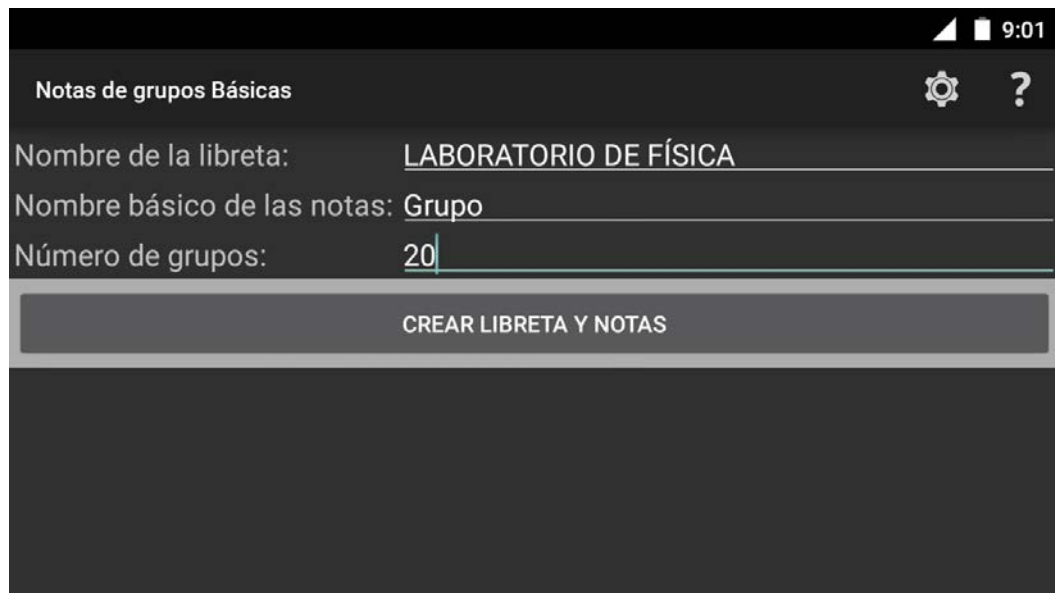 9:01
Notas de grupos Básicas ?
Nombre de la libreta: LABORATORIO DE FÍSICA
Nombre básico de las notas: Grupo
Número de grupos: 20
CREAR LIBRETA Y NOTAS